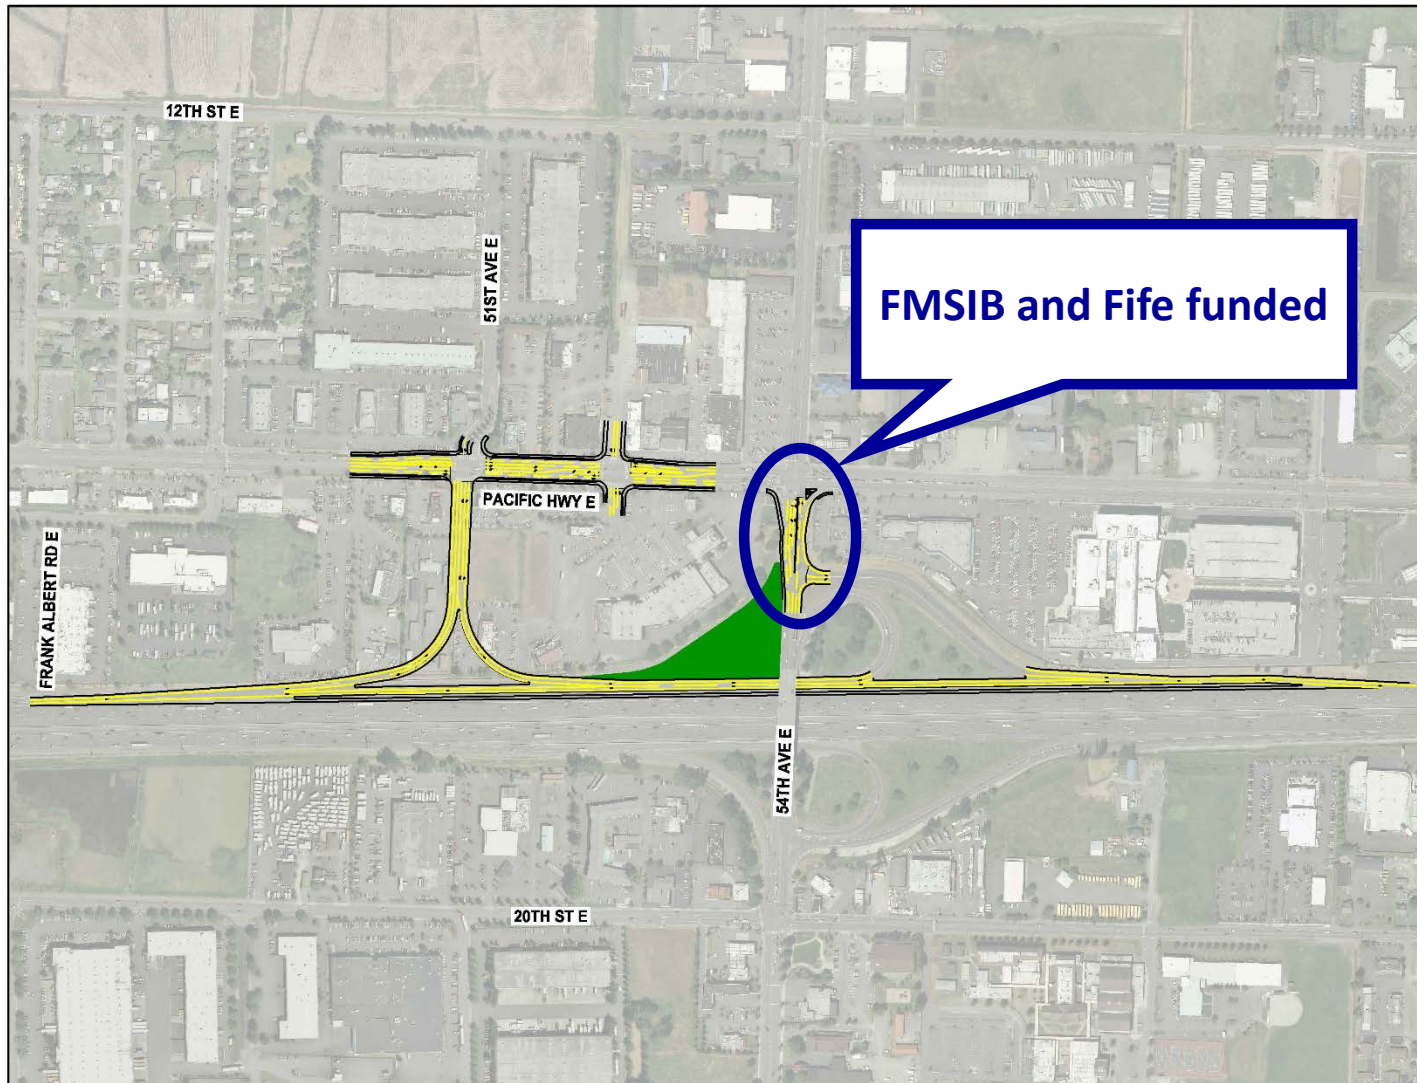 12TH ST E
51ST AVE E
FMSIB and Fife funded
PACIFIC HWY E
FRANK ALBERT RD E
54TH AVE E
20TH ST E